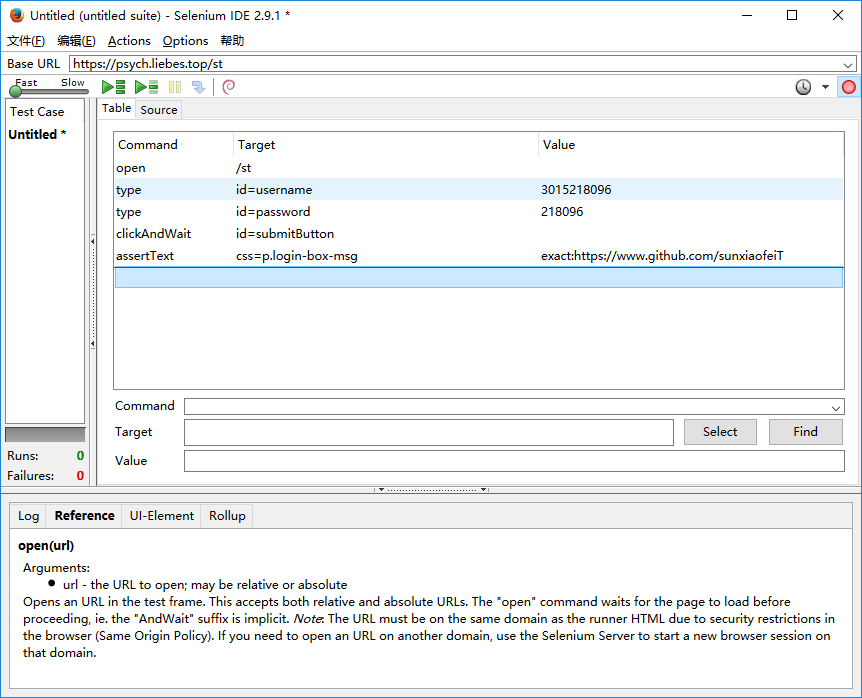 Untitled (untitled suite) - Selenium IDE 2.9.1 *
文件(F) 编辑(E) Actions Options 帮助
Base URL https://psych.liebes.top/st
Fast Slow
Test Case
Untitled *
Table Source
Command Target Value
open /st
type id=username 3015218096
type id=password 218096
clickAndWait id=submitButton
assertText css=p.login-box-msg exact:https://www.github.com/sunxiaofeiT
Command
Target Select Find
Value
Runs: 0
Failures: 0
Log Reference UI-Element Rollup
open(url)
Arguments:
● url - the URL to open; may be relative or absolute
Opens an URL in the test frame. This accepts both relative and absolute URLs. The "open" command waits for the page to load before
proceeding, ie. the "AndWait" suffix is implicit. Note: The URL must be on the same domain as the runner HTML due to security restrictions in
the browser (Same Origin Policy). If you need to open an URL on another domain, use the Selenium Server to start a new browser session on
that domain.